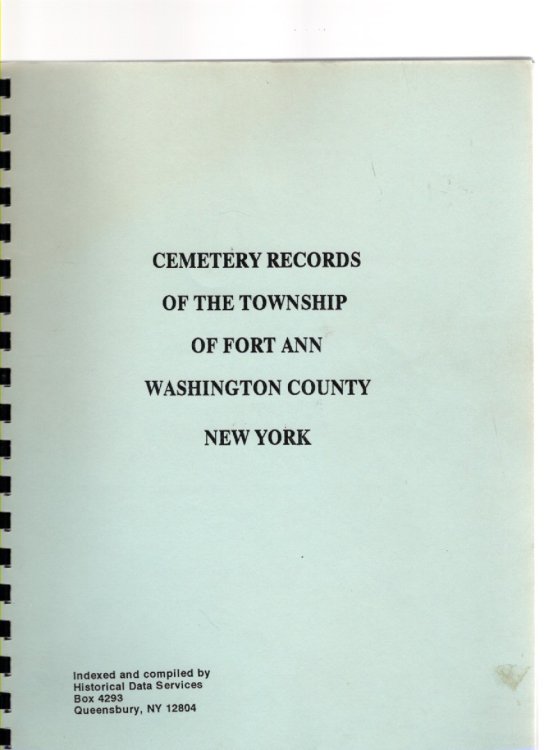 CEMETERY RECORDS
OF THE TOWNSHIP
OF FORT ANN
WASHINGTON COUNTY
NEW YORK
Indexed and compiled by
Historical Data Services
Box 4293
Queensbury, NY 12804